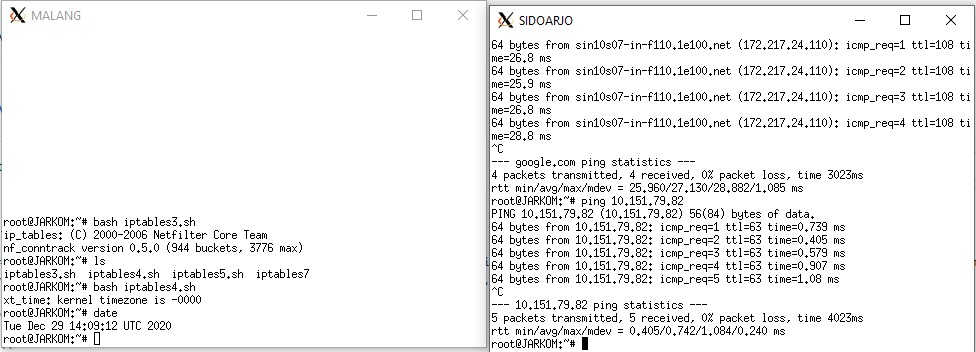 MALANG
root@JARKOM:~# bash iptables3.sh
ip_tables: (C) 2000-2006 Netfilter Core Team
nf_conntrack version 0.5.0 (944 buckets, 3776 max)
root@JARKOM:~# ls
iptables3.sh  iptables4.sh  iptables5.sh  iptables7
root@JARKOM:~# bash iptables4.sh
xt_time: kernel timezone is -0000
root@JARKOM:~# date
Tue Dec 29 14:09:12 UTC 2020
root@JARKOM:~#
SIDOARJO
64 bytes from sin10s07-in-f110.1e100.net (172.217.24.110): icmp_req=1 ttl=108 ti
me=26.8 ms
64 bytes from sin10s07-in-f110.1e100.net (172.217.24.110): icmp_req=2 ttl=108 ti
me=25.9 ms
64 bytes from sin10s07-in-f110.1e100.net (172.217.24.110): icmp_req=3 ttl=108 ti
me=26.8 ms
64 bytes from sin10s07-in-f110.1e100.net (172.217.24.110): icmp_req=4 ttl=108 ti
me=28.8 ms
^C
--- google.com ping statistics ---
4 packets transmitted, 4 received, 0% packet loss, time 3023ms
rtt min/avg/max/mdev = 25.960/27.130/28.882/1.085 ms
root@JARKOM:~# ping 10.151.79.82
PING 10.151.79.82 (10.151.79.82) 56(84) bytes of data.
64 bytes from 10.151.79.82: icmp_req=1 ttl=63 time=0.739 ms
64 bytes from 10.151.79.82: icmp_req=2 ttl=63 time=0.405 ms
64 bytes from 10.151.79.82: icmp_req=3 ttl=63 time=0.579 ms
64 bytes from 10.151.79.82: icmp_req=4 ttl=63 time=0.907 ms
64 bytes from 10.151.79.82: icmp_req=5 ttl=63 time=1.08 ms
^C
--- 10.151.79.82 ping statistics ---
5 packets transmitted, 5 received, 0% packet loss, time 4023ms
rtt min/avg/max/mdev = 0.405/0.742/1.084/0.240 ms
root@JARKOM:~#